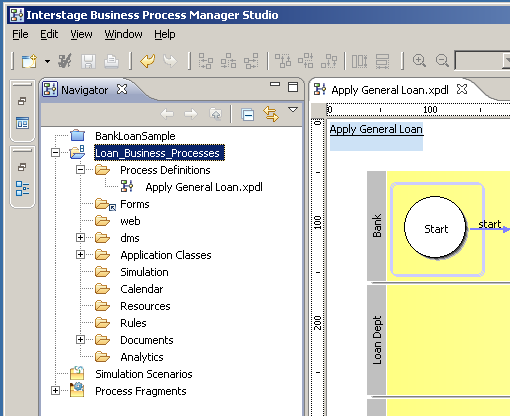 Interstage Business Process Manager Studio
File Edit View Window Help
Navigator
Apply General Loan.xpdl
BankLoanSample
Loan_Business_Processes
Process Definitions
Apply General Loan.xpdl
Forms
web
dms
Application Classes
Simulation
Calendar
Resources
Rules
Documents
Analytics
Simulation Scenarios
Process Fragments
0 100
0
100
200
Apply General Loan
Bank
Start
start
Loan Dept